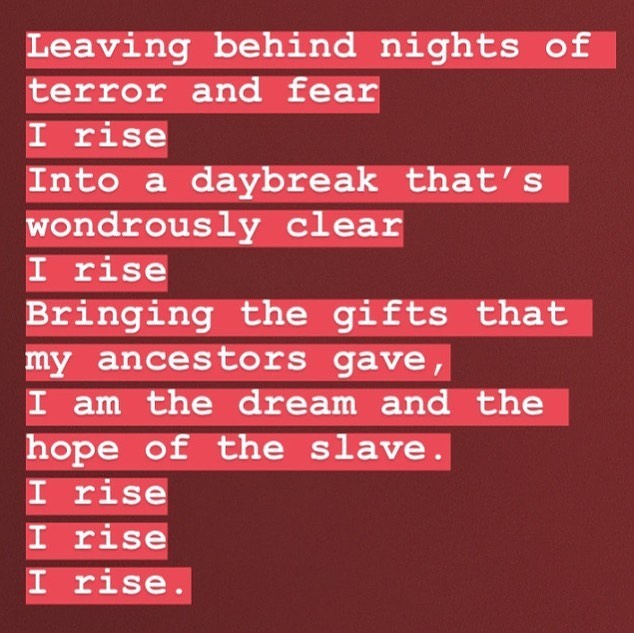 Leaving behind nights of
terror and fear
I rise
Into a daybreak that’s
wondrously clear
I rise
Bringing the gifts that
my ancestors gave,
I am the dream and the
hope of the slave.
I rise
I rise
I rise.